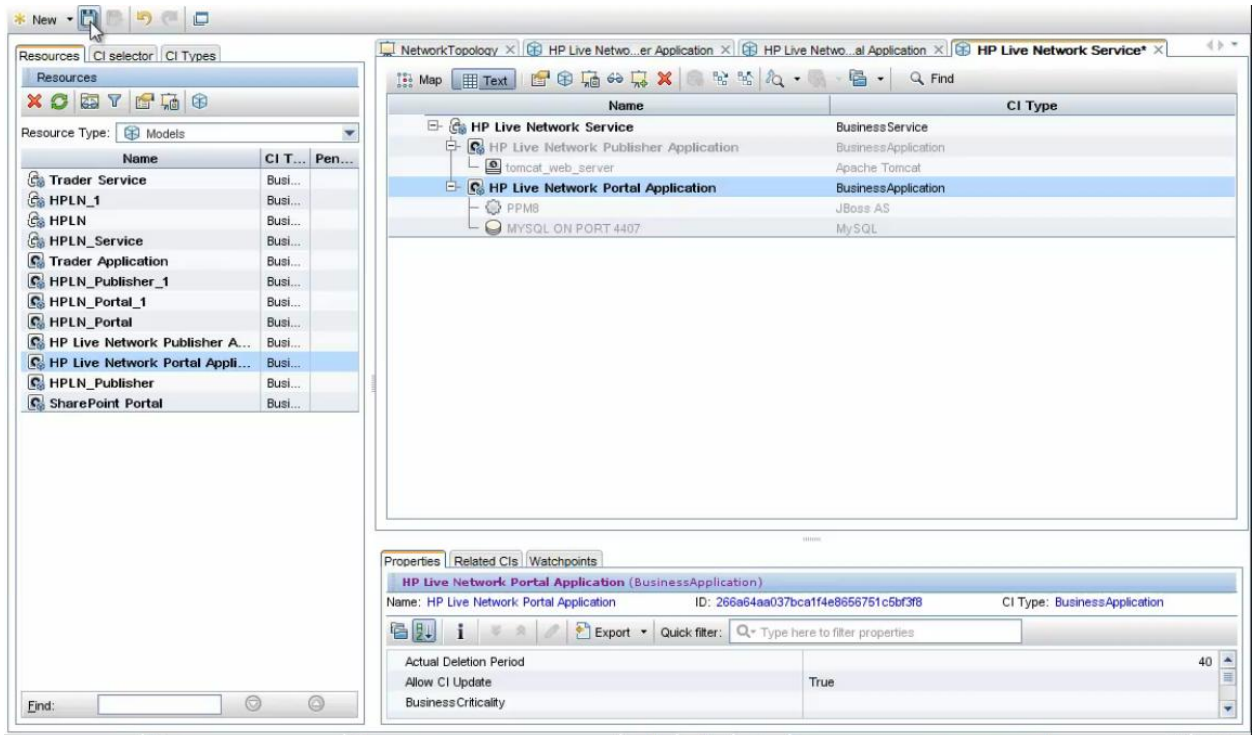 New
Resources CI selector CI Types
Resources
Resource Type: Models
Name CI T... Pen...
Trader Service Busi...
HPLN_1 Busi...
HPLN Busi...
HPLN_Service Busi...
Trader Application Busi...
HPLN_Publisher_1 Busi...
HPLN_Portal_1 Busi...
HPLN_Portal Busi...
HP Live Network Publisher A... Busi...
HP Live Network Portal Appli... Busi...
HPLN_Publisher Busi...
SharePoint Portal Busi...
Find:
NetworkTopology HP Live Netwo...er Application HP Live Netwo...al Application HP Live Network Service*
Map Text Find
Name CI Type
HP Live Network Service BusinessService
HP Live Network Publisher Application BusinessApplication
tomcat_web_server Apache Tomcat
HP Live Network Portal Application BusinessApplication
PPM8 JBoss AS
MYSQL ON PORT 4407 MySQL
Properties Related CIs Watchpoints
HP Live Network Portal Application (BusinessApplication)
Name: HP Live Network Portal Application ID: 266a64aa037bca1f4e8656751c5bf3f8 CI Type: BusinessApplication
Export Quick filter: Type here to filter properties
Actual Deletion Period 40
Allow CI Update True
BusinessCriticality